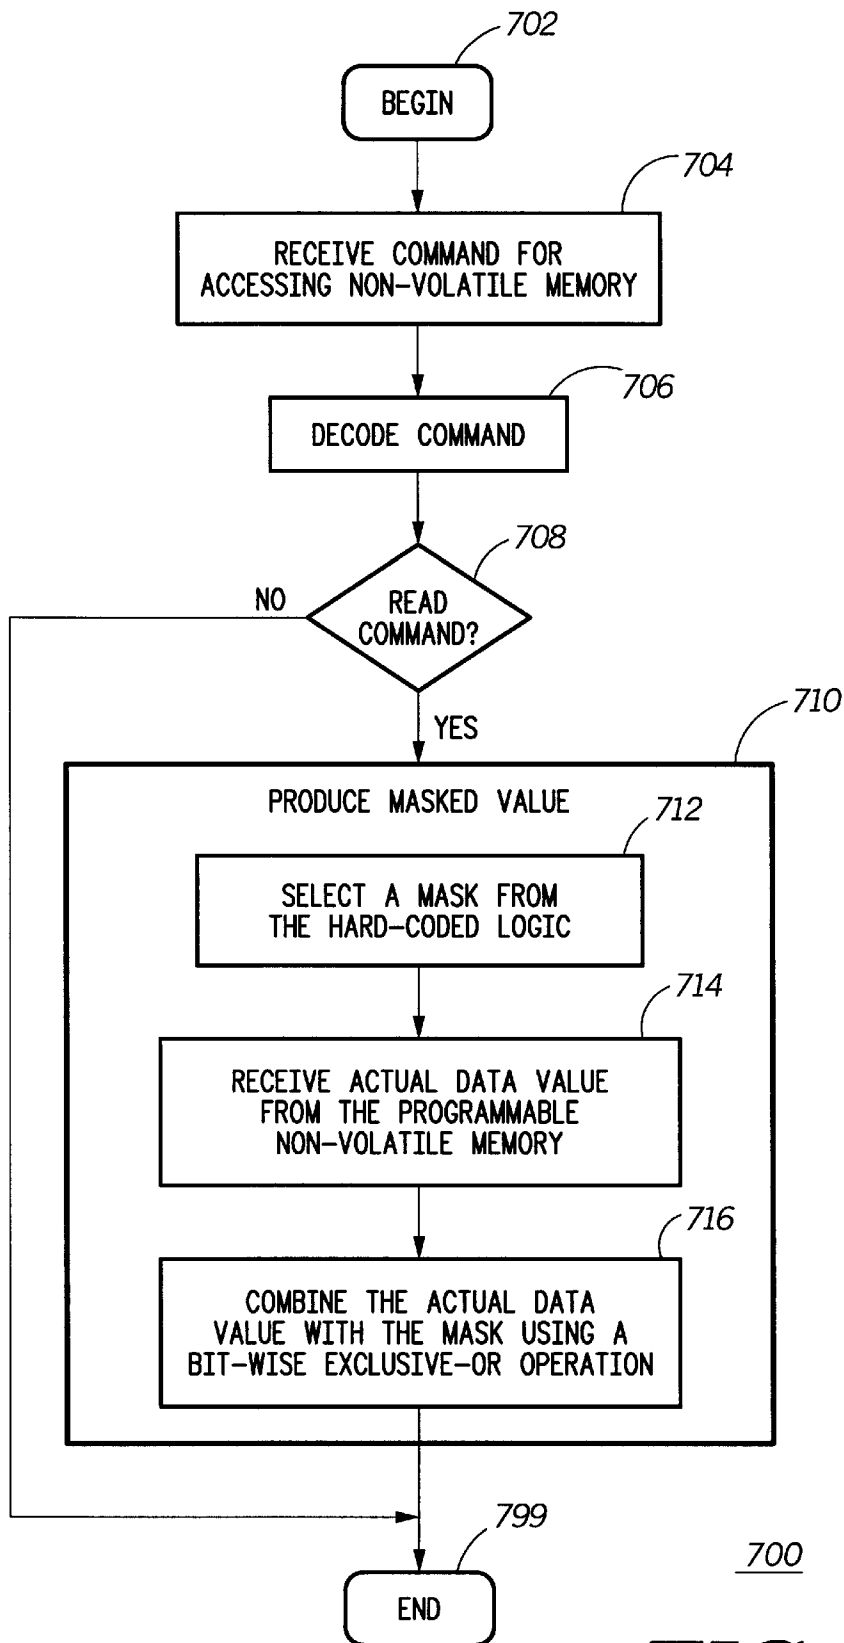 702
BEGIN
704
RECEIVE COMMAND FOR
ACCESSING NON-VOLATILE MEMORY
706
DECODE COMMAND
708
NO
READ
COMMAND?
YES
710
PRODUCE MASKED VALUE
712
SELECT A MASK FROM
THE HARD-CODED LOGIC
714
RECEIVE ACTUAL DATA VALUE
FROM THE PROGRAMMABLE
NON-VOLATILE MEMORY
716
COMBINE THE ACTUAL DATA
VALUE WITH THE MASK USING A
BIT-WISE EXCLUSIVE-OR OPERATION
799
700
END